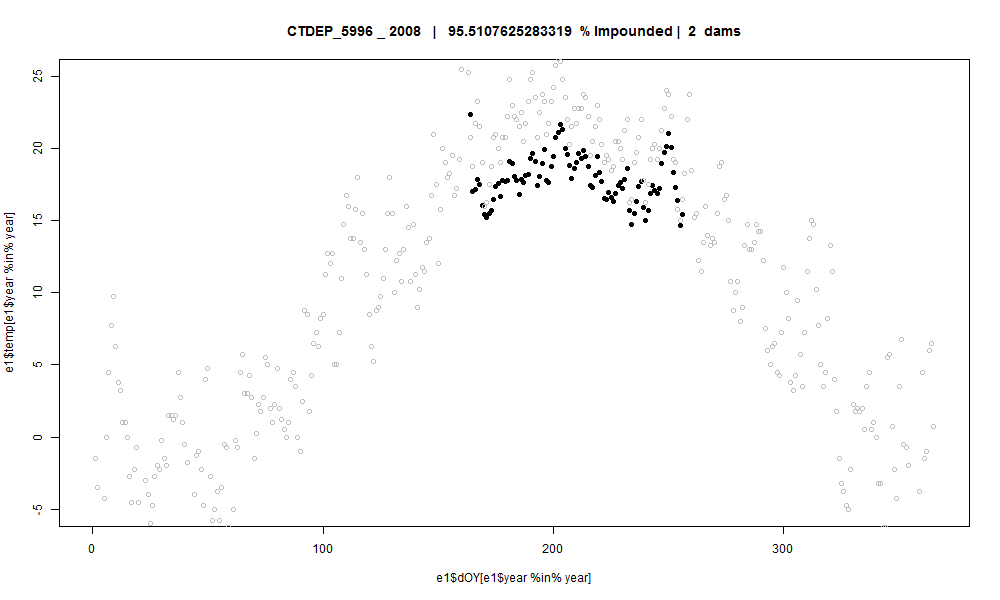 CTDEP_5996 _ 2008 | 95.5107625283319 % Impounded | 2 dams
25
20
15
10
5
0
-5
e1$temp[e1$year %in% year]
0 100 200 300
e1$dOY[e1$year %in% year]